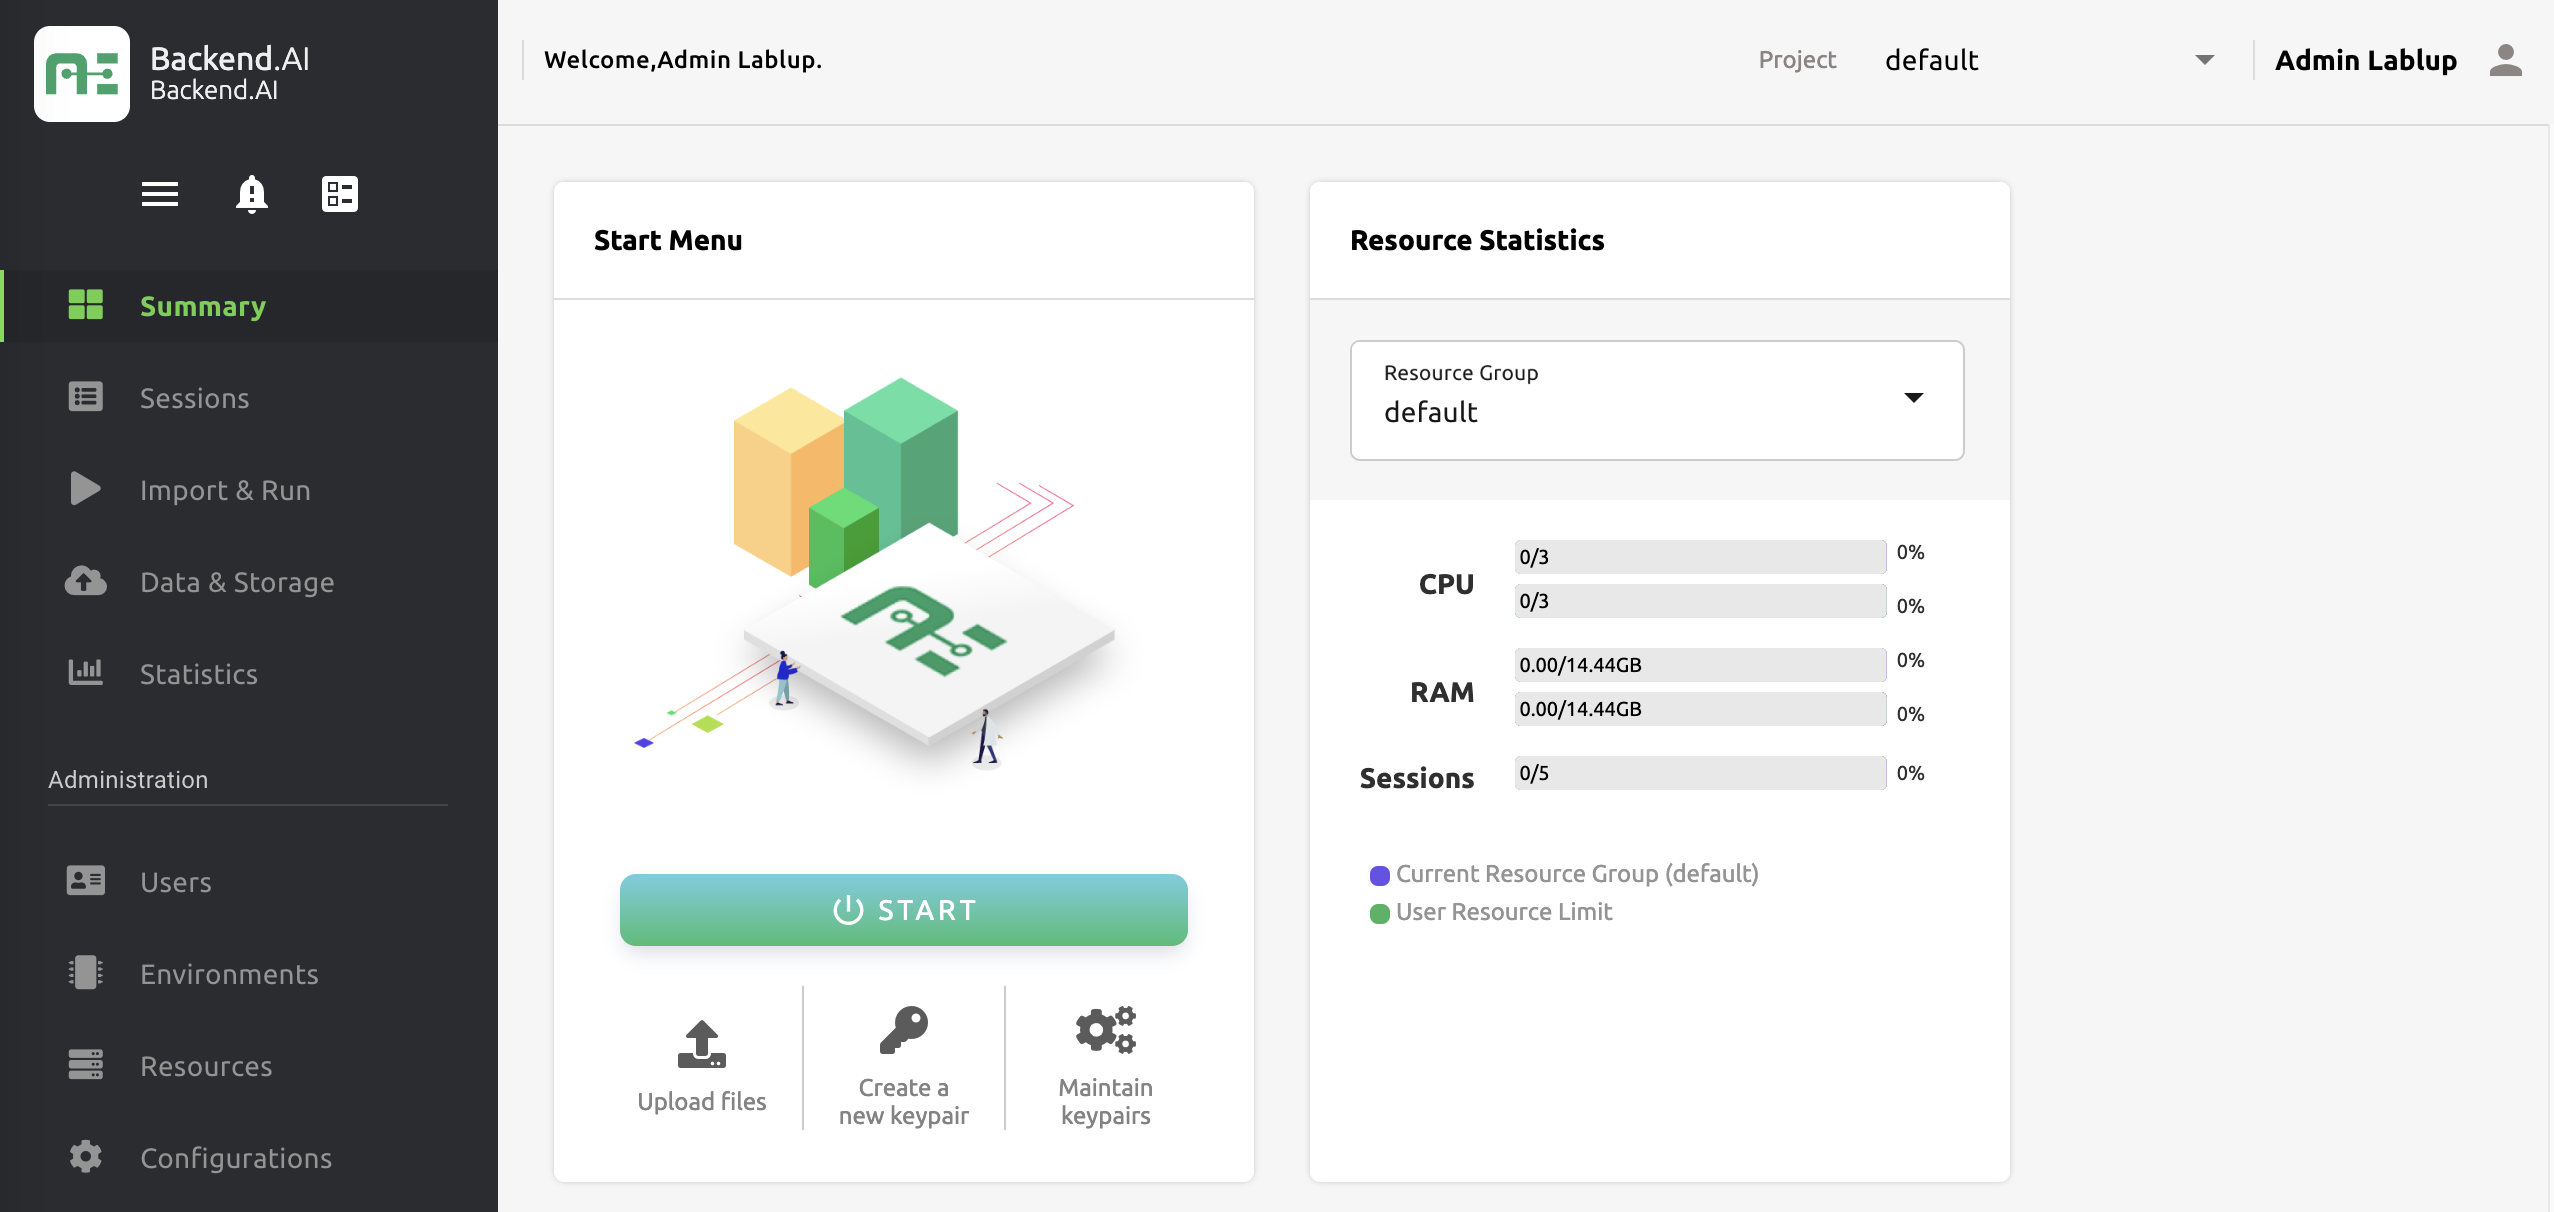 Backend.AI
Backend.AI
Summary
Sessions
Import & Run
Data & Storage
Statistics
Administration
Users
Environments
Resources
Configurations
Welcome,Admin Lablup.
Project
default
Admin Lablup
Start Menu
START
Upload files
Create a
new keypair
Maintain
keypairs
Resource Statistics
Resource Group
default
CPU
0/3
0%
0/3
0%
RAM
0.00/14.44GB
0%
0.00/14.44GB
0%
Sessions
0/5
0%
Current Resource Group (default)
User Resource Limit